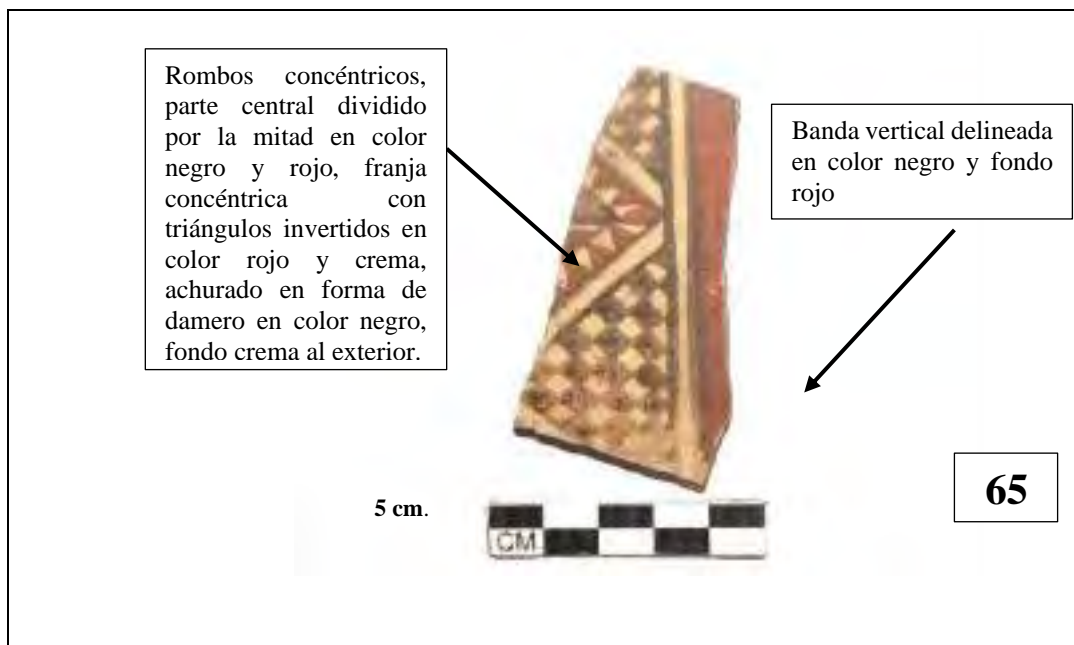 Rombos concéntricos,
parte central dividido
por la mitad en color
negro y rojo, franja
concéntrica con
triángulos invertidos en
color rojo y crema,
achurado en forma de
damero en color negro,
fondo crema al exterior.
Banda vertical delineada
en color negro y fondo
rojo
65
5 cm.
CM